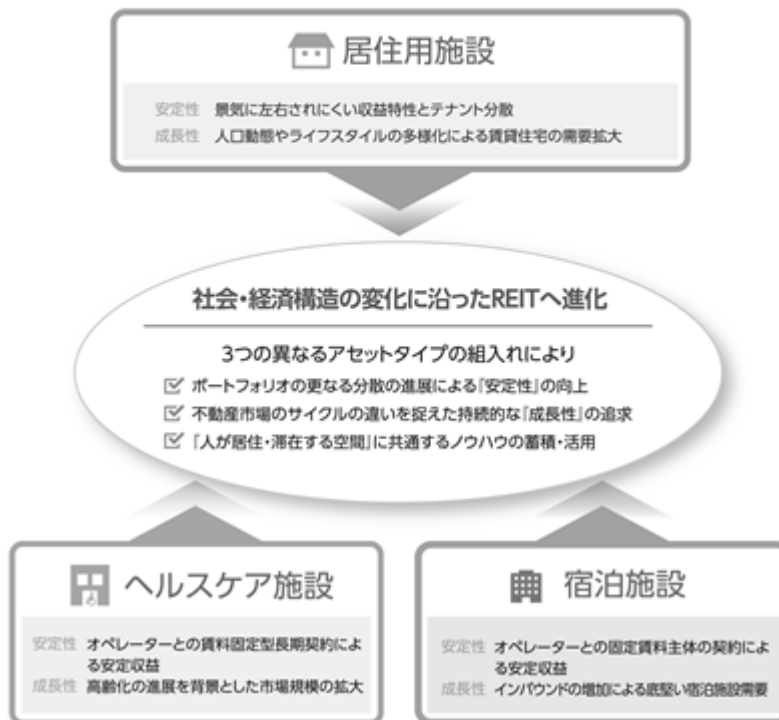 居住用施設
安定性 景気に左右されにくい収益特性とテナント分散
成長性 人口動態やライフスタイルの多様化による賃貸住宅の需要拡大
社会・経済構造の変化に沿ったREITへ進化
3つの異なるアセットタイプの組入れにより
ポートフォリオの更なる分散の進展による『安定性』の向上
不動産市場のサイクルの違いを捉えた持続的な『成長性』の追求
『人が居住・滞在する空間』に共通するノウハウの蓄積・活用
ヘルスケア施設
安定性 オペレーターとの賃料固定型長期契約によ
る安定収益
成長性 高齢化の進展を背景とした市場規模の拡大
宿泊施設
安定性 オペレーターとの固定賃料主体の契約によ
る安定収益
成長性 インバウンドの増加による底堅い宿泊施設需要